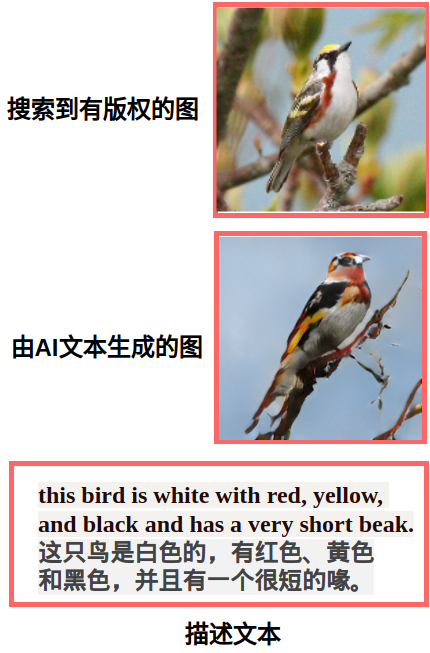 搜索到有版权的图
由AI文本生成的图
this bird is white with red, yellow,
and black and has a very short beak.
这只鸟是白色的，有红色、黄色
和黑色，并且有一个很短的喙。
描述文本